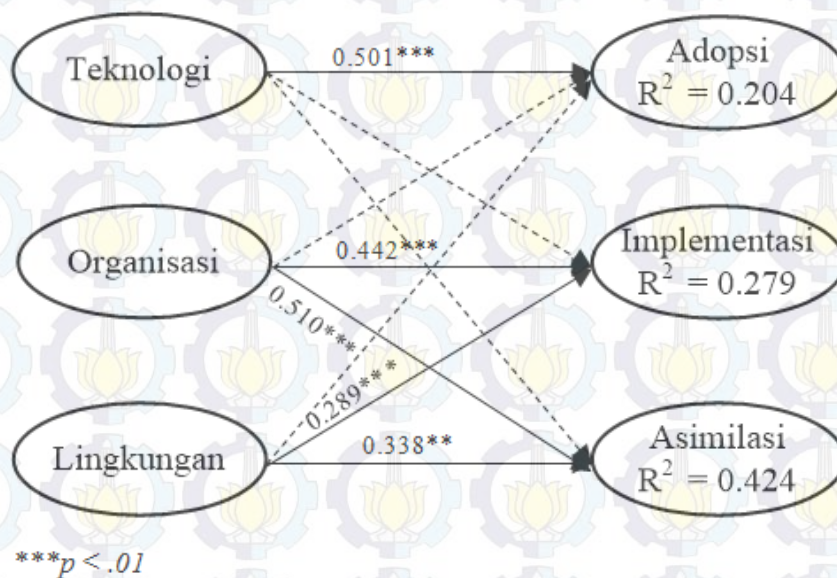 Teknologi
0.501***
Adopsi
R² = 0.204
Organisasi
0.442***
Implementasi
R² = 0.279
0.510***
0.289***
Lingkungan
0.338**
Asimilasi
R² = 0.424
***p < .01